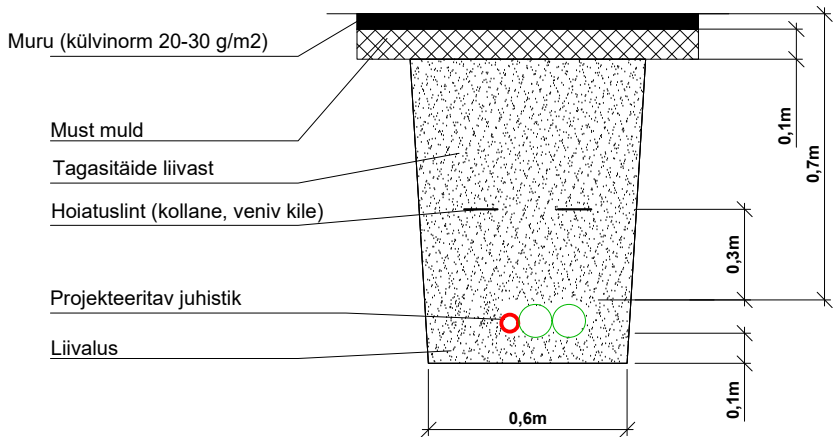 Muru (külvinorm 20-30 g/m2)
Must muld
Tagasitäide liivast
Hoiatuslint (kollane, veniv kile)
Projekteeritav juhistik
Liivalus
0,1m
0,7m
0,3m
0,1m
0,6m